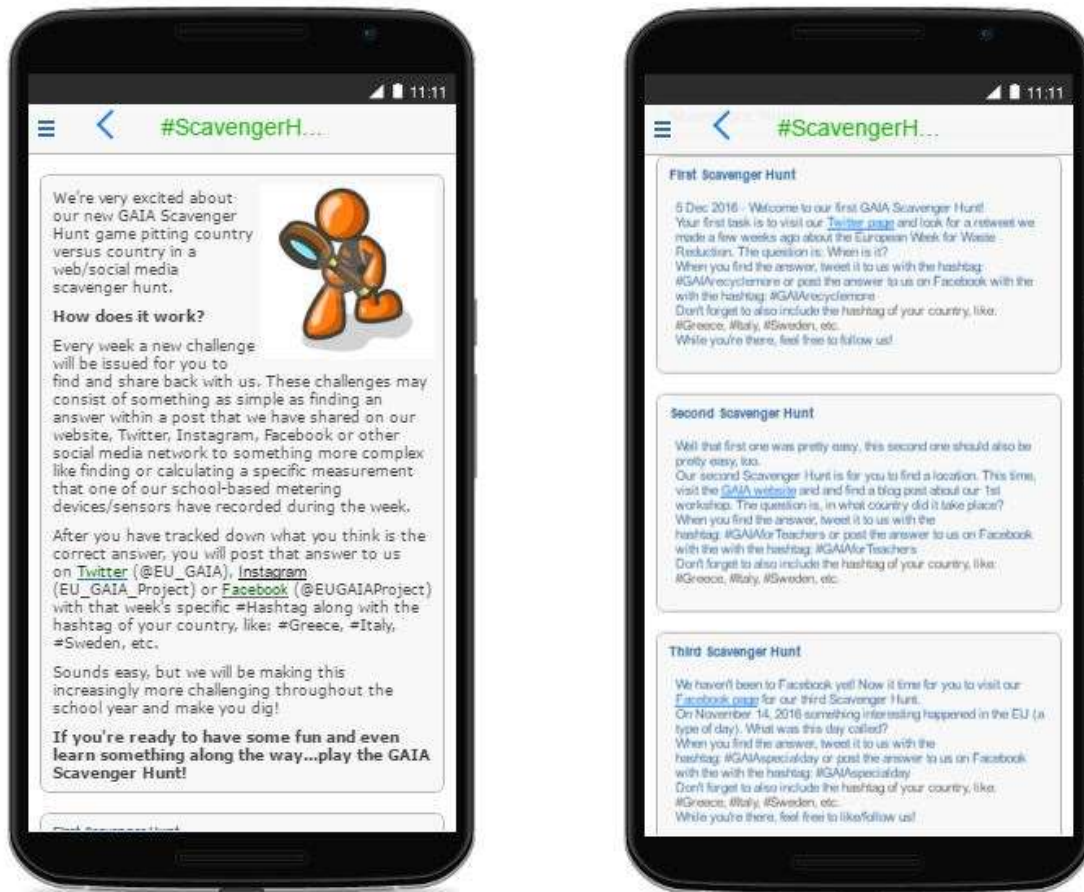 11:11
#ScavengerH...
We're very excited about
our new GAIA Scavenger
Hunt game pitting country
versus country in a
web/social media
scavenger hunt.
How does it work?
Every week a new challenge
will be issued for you to
find and share back with us. These challenges may
consist of something as simple as finding an
answer within a post that we have shared on our
website, Twitter, Instagram, Facebook or other
social media network to something more complex
like finding or calculating a specific measurement
that one of our school-based metering
devices/sensors have recorded during the week.
After you have tracked down what you think is the
correct answer, you will post that answer to us
on Twitter (@EU_GAIA), Instagram
(EU_GAIA_Project) or Facebook (@EUGAIAProject)
with that week's specific #Hashtag along with the
hashtag of your country, like: #Greece, #Italy,
#Sweden, etc.
Sounds easy, but we will be making this
increasingly more challenging throughout the
school year and make you dig!
If you're ready to have some fun and even
learn something along the way...play the GAIA
Scavenger Hunt!
First Scavenger Hunt
11:11
#ScavengerH...
First Scavenger Hunt
5 Dec 2016 - Welcome to our first GAIA Scavenger Hunt!
Your first task is to visit our Twitter page and look for a retweet we
made a few weeks ago about the European Week for Waste
Reduction. The question is: When is it?
When you find the answer, tweet it to us with the hashtag:
#GAIArecyclemore or post the answer to us on Facebook with the
with the hashtag: #GAIArecyclemore
Don't forget to also include the hashtag of your country, like:
#Greece, #Italy, #Sweden, etc.
While you're there, feel free to follow us!
Second Scavenger Hunt
Well that first one was pretty easy, this second one should also be
pretty easy, too.
Our second Scavenger Hunt is for you to find a location. This time,
visit the GAIA website and and find a blog post about our 1st
workshop. The question is, in what country did it take place?
When you find the answer, tweet it to us with the
hashtag: #GAIAforTeachers or post the answer to us on Facebook
with the with the hashtag: #GAIAforTeachers
Don't forget to also include the hashtag of your country, like:
#Greece, #Italy, #Sweden, etc.
Third Scavenger Hunt
We haven't been to Facebook yet! Now it time for you to visit our
Facebook page for our third Scavenger Hunt.
On November 14, 2016 something interesting happened in the EU (a
type of day). What was this day called?
When you find the answer, tweet it to us with the
hashtag: #GAIAspecialday or post the answer to us on Facebook
with the with the hashtag: #GAIAspecialday
Don't forget to also include the hashtag of your country, like:
#Greece, #Italy, #Sweden, etc.
While you're there, feel free to like/follow us!